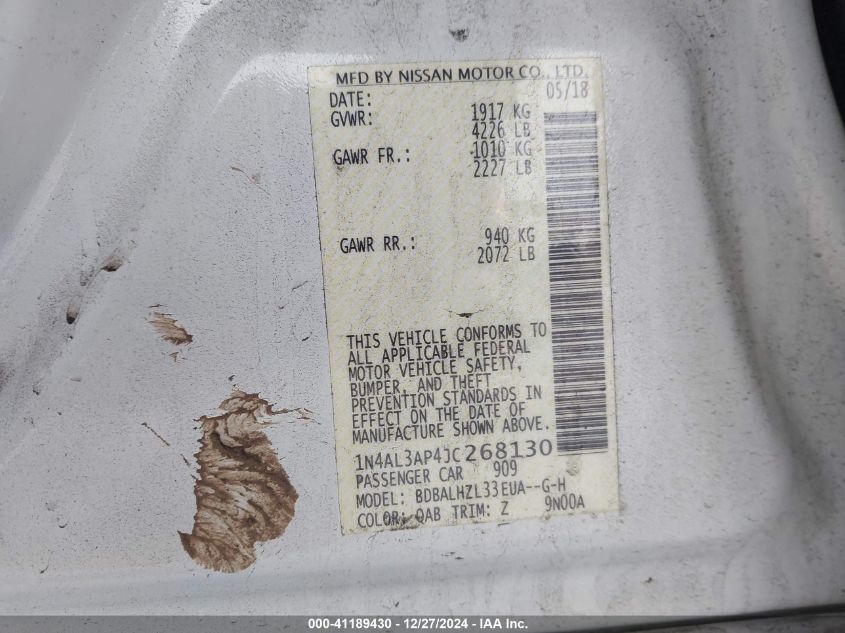 MFD BY NISSAN MOTOR CO., LTD.
DATE: 05/18
GVWR: 1917 KG
4226 LB
GAWR FR.: 1010 KG
2227 LB
GAWR RR.: 940 KG
2072 LB
THIS VEHICLE CONFORMS TO
ALL APPLICABLE FEDERAL
MOTOR VEHICLE SAFETY,
BUMPER, AND THEFT
PREVENTION STANDARDS IN
EFFECT ON THE DATE OF
MANUFACTURE SHOWN ABOVE.
1N4AL3AP4JC268130
PASSENGER CAR 909
MODEL: BDBALHZL33EUA--G-H
COLOR: QAB TRIM: Z 9N00A
000-41189430 - 12/27/2024 - IAA Inc.